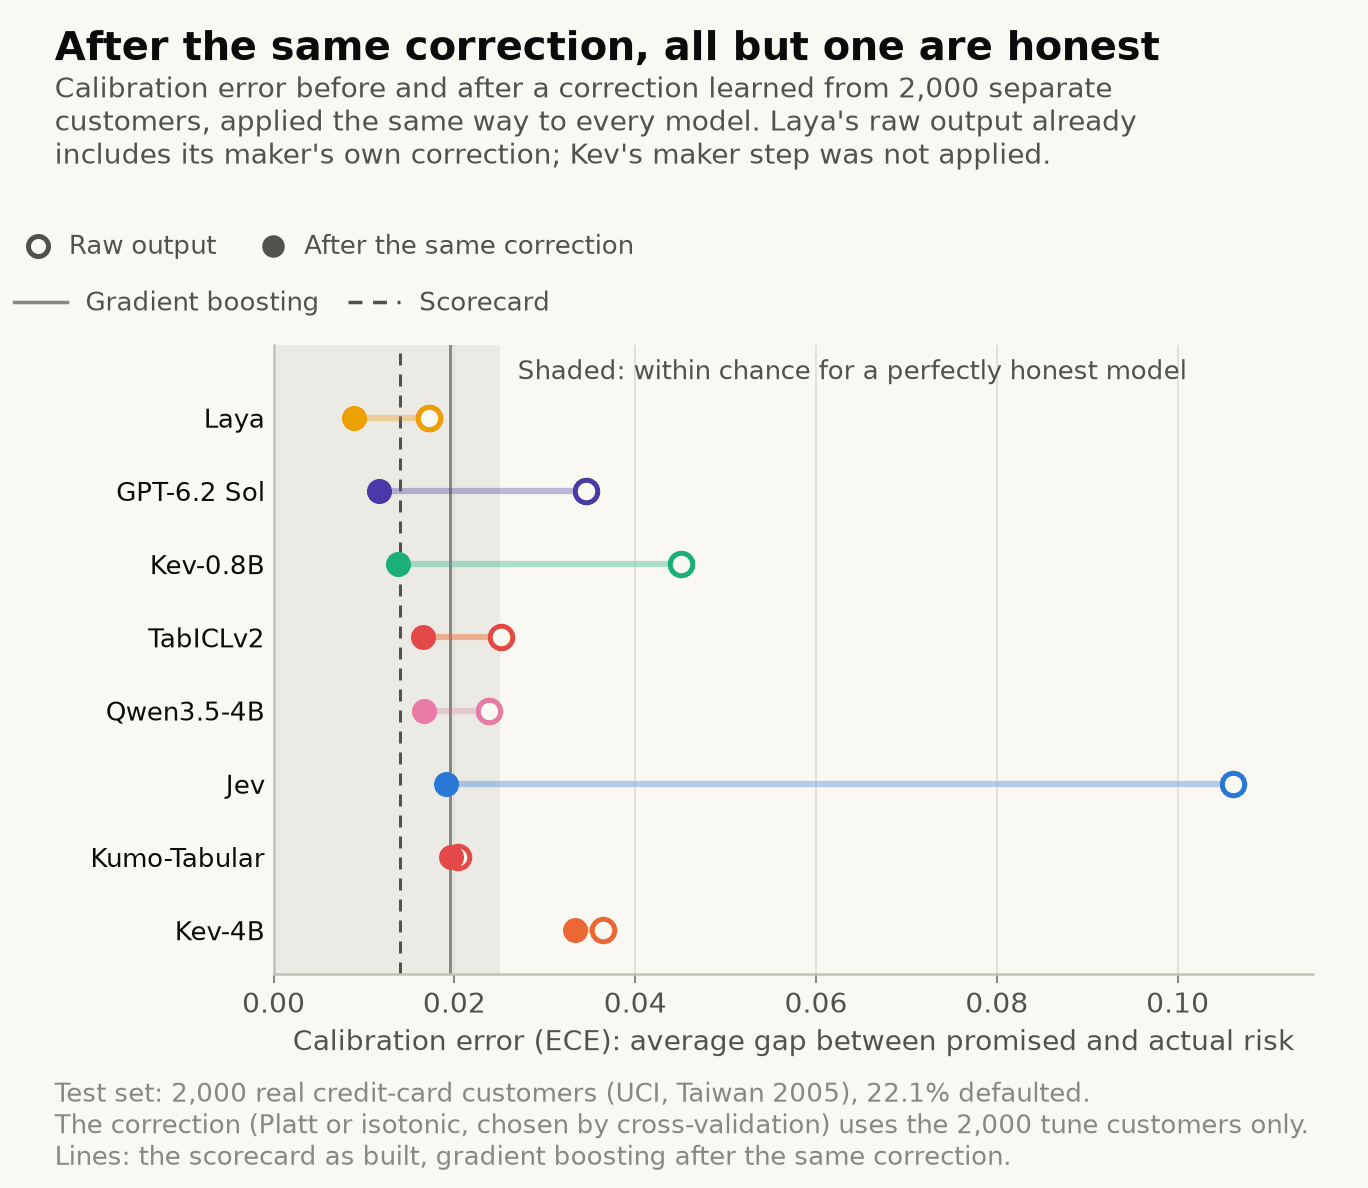 After the same correction, all but one are honest
Calibration error before and after a correction learned from 2,000 separate
customers, applied the same way to every model. Laya's raw output already
includes its maker's own correction; Kev's maker step was not applied.
Raw output
After the same correction
Gradient boosting
Scorecard
Shaded: within chance for a perfectly honest model
Laya
GPT-6.2 Sol
Kev-0.8B
TabICLv2
Qwen3.5-4B
Jev
Kumo-Tabular
Kev-4B
0.00 0.02 0.04 0.06 0.08 0.10
Calibration error (ECE): average gap between promised and actual risk
Test set: 2,000 real credit-card customers (UCI, Taiwan 2005), 22.1% defaulted.
The correction (Platt or isotonic, chosen by cross-validation) uses the 2,000 tune customers only.
Lines: the scorecard as built, gradient boosting after the same correction.